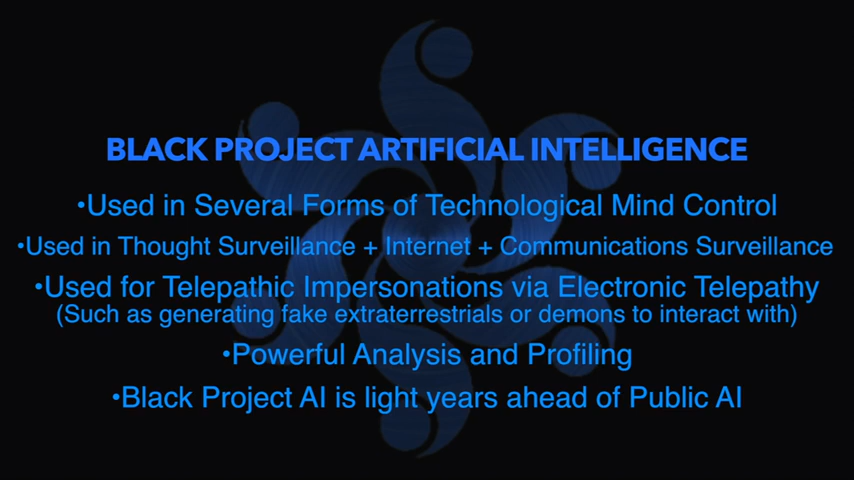 BLACK PROJECT ARTIFICIAL INTELLIGENCE
•Used in Several Forms of Technological Mind Control
•Used in Thought Surveillance + Internet + Communications Surveillance
•Used for Telepathic Impersonations via Electronic Telepathy
(Such as generating fake extraterrestrials or demons to interact with)
•Powerful Analysis and Profiling
•Black Project AI is light years ahead of Public AI